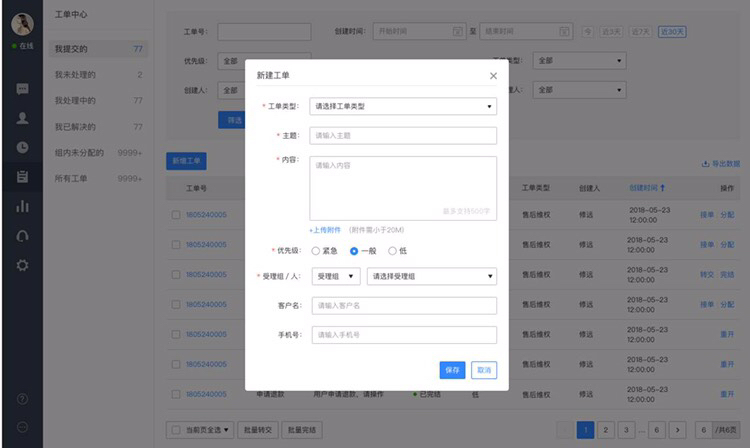 工单中心
在线
我提交的 77
我未处理的 2
我处理中的 77
我已解决的 77
组内未分配的 9999+
所有工单 9999+
工单号:
创建时间: 开始时间 至 结束时间 今 近3天 近7天 近30天
优先级: 全部 全部
创建人: 全部 全部
筛选
新建工单
* 工单类型: 请选择工单类型
* 主题: 请输入主题
* 内容: 请输入内容
最多支持500字
+上传附件 (附件需小于20M)
* 优先级: 紧急 一般 低
* 受理组 / 人: 受理组 请选择受理组
客户名: 请输入客户名
手机号: 请输入手机号
保存 取消
新增工单 导出数据
工单号 工单类型 创建人 创建时间 操作
1805240005 售后维权 修远 2018-05-23 12:00:00 接单 分配
1805240005 售后维权 修远 2018-05-23 12:00:00 接单 分配
1805240005 售后维权 修远 2018-05-23 12:00:00 转交 完结
1805240005 售后维权 修远 2018-05-23 12:00:00 接单 分配
1805240005 售后维权 修远 2018-05-23 12:00:00 重开
1805240005 售后维权 修远 2018-05-23 12:00:00 重开
1805240005 申请退款 用户申请退款、请操作 已完结 低 售后维权 修远 2018-05-23 12:00:00 重开
当前页全选 批量转交 批量完结 1 2 3 ... 6 6 /共6页